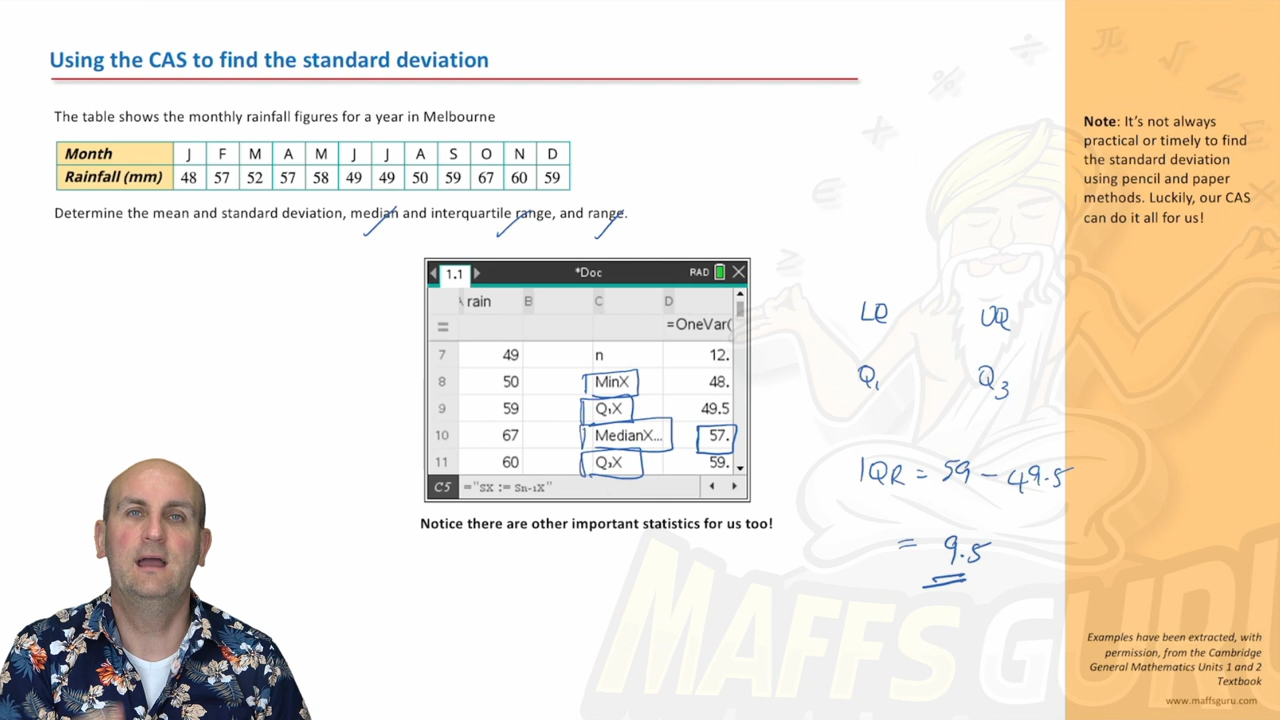 Using the CAS to find the standard deviation
The table shows the monthly rainfall figures for a year in Melbourne
Month J F M A M J J A S O N D
Rainfall (mm) 48 57 52 57 58 49 49 50 59 67 60 59
Determine the mean and standard deviation, median and interquartile range, and range.
1.1 *Doc RAD
A rain B C D
= =OneVar(
7 49 n 12.
8 50 MinX 48.
9 59 Q₁X 49.5
10 67 MedianX... 57.
11 60 Q₃X 59.
C5 ="sx := sn-1x"
Notice there are other important statistics for us too!
LQ UQ
Q1 Q3
IQR = 59 - 49.5
= 9.5
Note: It's not always
practical or timely to find
the standard deviation
using pencil and paper
methods. Luckily, our CAS
can do it all for us!
MAFFS GURU
Examples have been extracted, with
permission, from the Cambridge
General Mathematics Units 1 and 2
Textbook
www.maffsguru.com